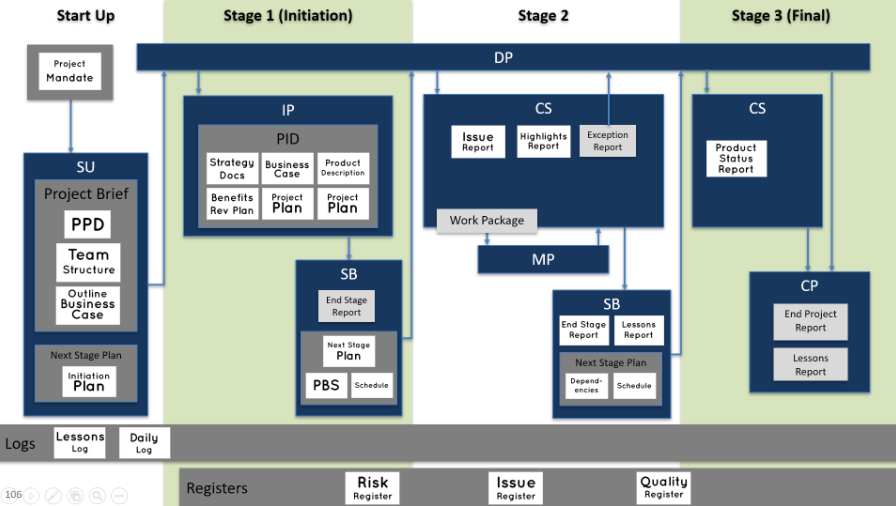 Start Up
Stage 1 (Initiation)
Stage 2
Stage 3 (Final)
DP
Project
Mandate
SU
Project Brief
PPD
Team
Structure
Outline
Business
Case
Next Stage Plan
Initiation
Plan
IP
PID
Strategy
Docs
Business
Case
Product
Description
Benefits
Rev Plan
Project
Plan
Project
Plan
SB
End Stage
Report
Next Stage
Plan
PBS
Schedule
CS
Issue
Report
Highlights
Report
Exception
Report
Work Package
MP
SB
End Stage
Report
Lessons
Report
Next Stage Plan
Depend-
encies
Schedule
CS
Product
Status
Report
CP
End Project
Report
Lessons
Report
Logs
Lessons
Log
Daily
Log
Registers
Risk
Register
Issue
Register
Quality
Register
106